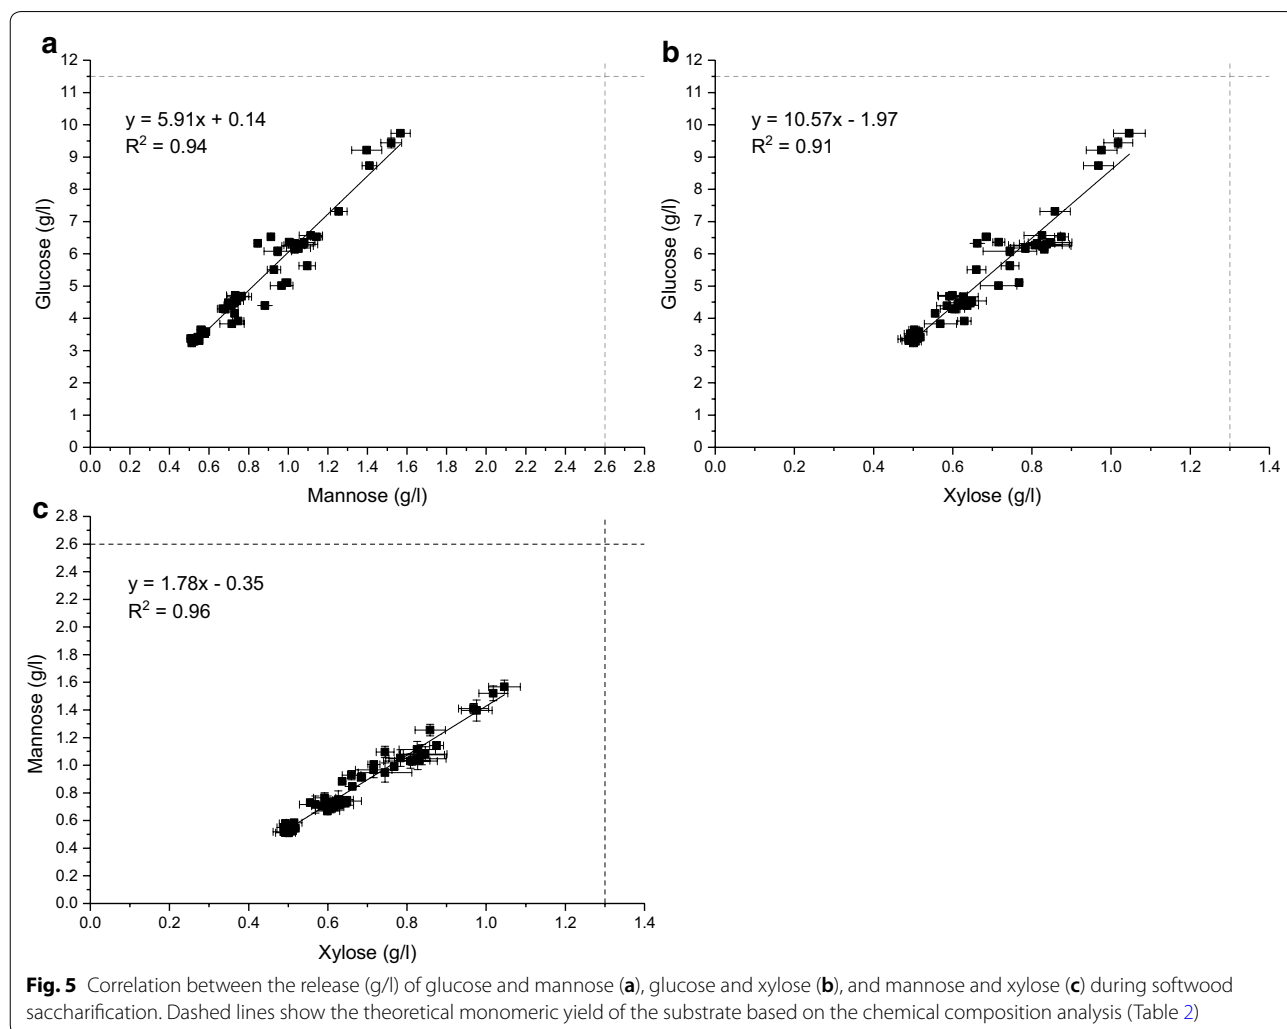 a
12
11
10
9
8
7
6
5
4
3
2
1
0
Glucose (g/l)
y = 5.91x + 0.14
R² = 0.94
0.0 0.2 0.4 0.6 0.8 1.0 1.2 1.4 1.6 1.8 2.0 2.2 2.4 2.6 2.8
Mannose (g/l)
b
12
11
10
9
8
7
6
5
4
3
2
1
0
Glucose (g/l)
y = 10.57x - 1.97
R² = 0.91
0.0 0.2 0.4 0.6 0.8 1.0 1.2 1.4
Xylose (g/l)
c
2.8
2.6
2.4
2.2
2.0
1.8
1.6
1.4
1.2
1.0
0.8
0.6
0.4
0.2
0.0
Mannose (g/l)
y = 1.78x - 0.35
R² = 0.96
0.0 0.2 0.4 0.6 0.8 1.0 1.2 1.4
Xylose (g/l)
Fig. 5 Correlation between the release (g/l) of glucose and mannose (a), glucose and xylose (b), and mannose and xylose (c) during softwood
saccharification. Dashed lines show the theoretical monomeric yield of the substrate based on the chemical composition analysis (Table 2)